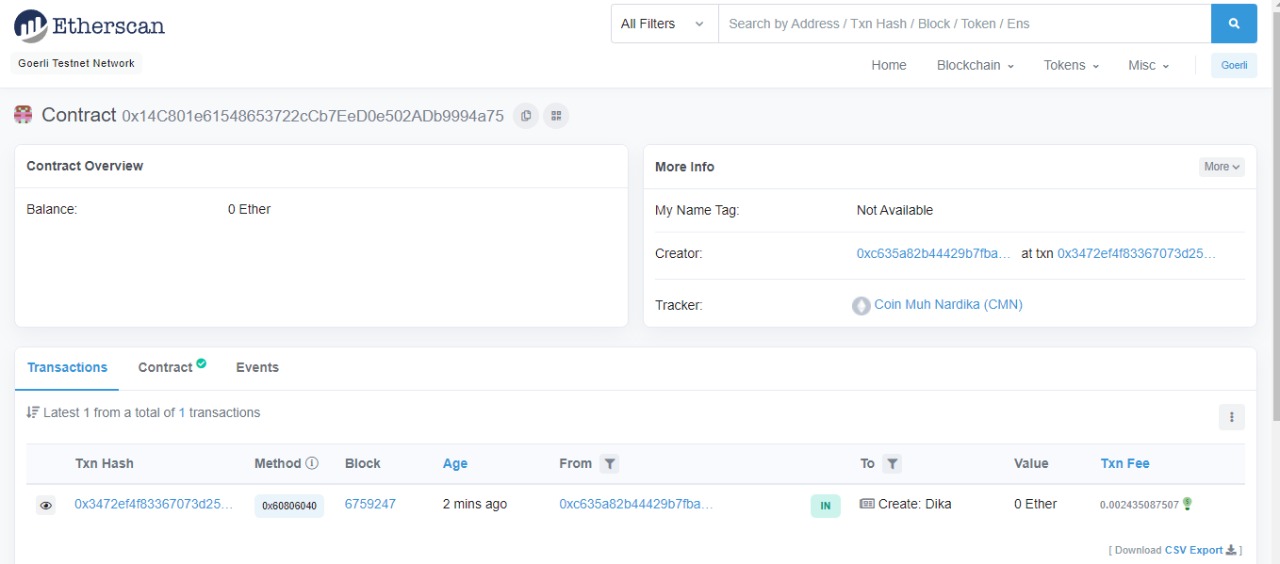 Etherscan
All Filters
Search by Address / Txn Hash / Block / Token / Ens
Goerli Testnet Network
Home Blockchain Tokens Misc Goerli
Contract 0x14C801e61548653722cCb7EeD0e502ADb9994a75
Contract Overview
Balance: 0 Ether
More Info More
My Name Tag: Not Available
Creator: 0xc635a82b44429b7fba... at txn 0x3472ef4f83367073d25...
Tracker: Coin Muh Nardika (CMN)
Transactions Contract Events
Latest 1 from a total of 1 transactions
Txn Hash Method Block Age From To Value Txn Fee
0x3472ef4f83367073d25... 0x60806040 6759247 2 mins ago 0xc635a82b44429b7fba... IN Create: Dika 0 Ether 0.002435087507
[ Download CSV Export ]